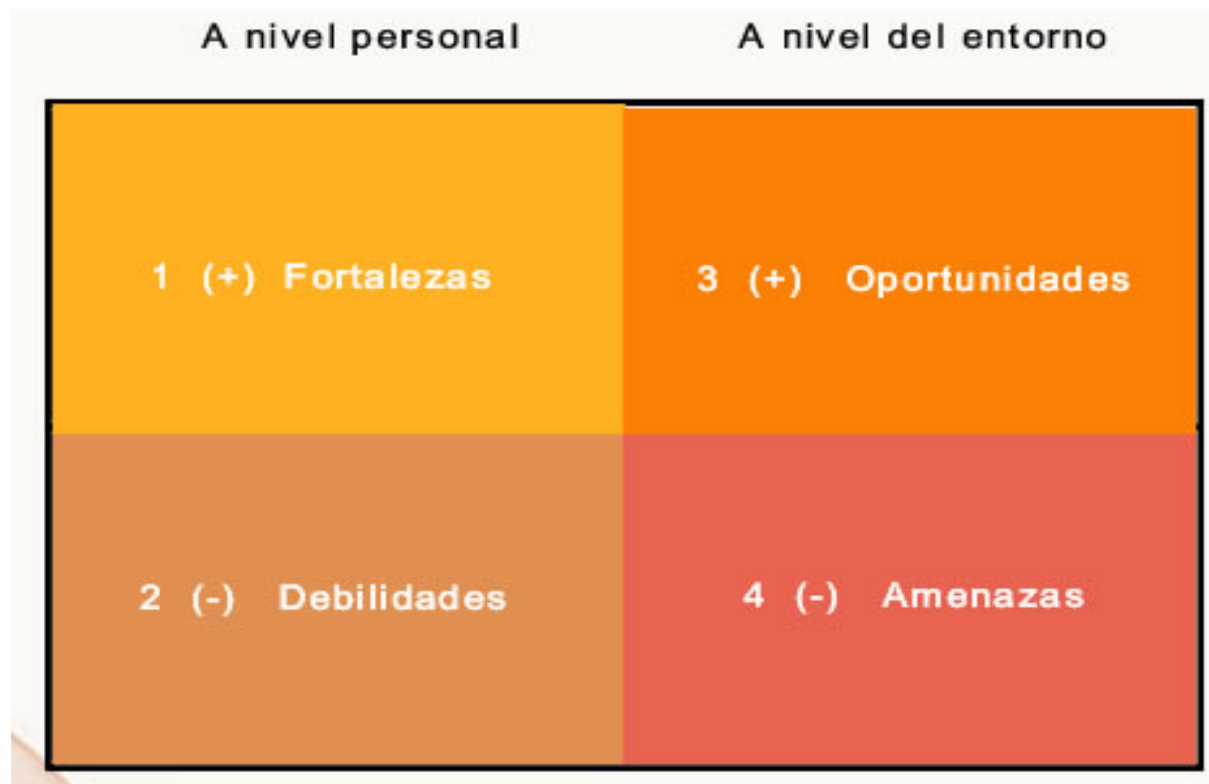 A nivel personal
A nivel del entorno
1 (+) Fortalezas
3 (+) Oportunidades
2 (-) Debilidades
4 (-) Amenazas